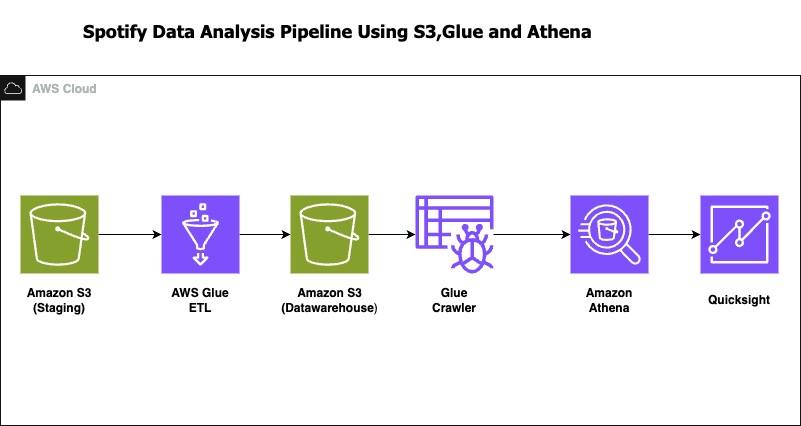 Spotify Data Analysis Pipeline Using S3,Glue and Athena
AWS Cloud
Amazon S3
(Staging)
AWS Glue
ETL
Amazon S3
(Datawarehouse)
Glue
Crawler
Amazon
Athena
Quicksight